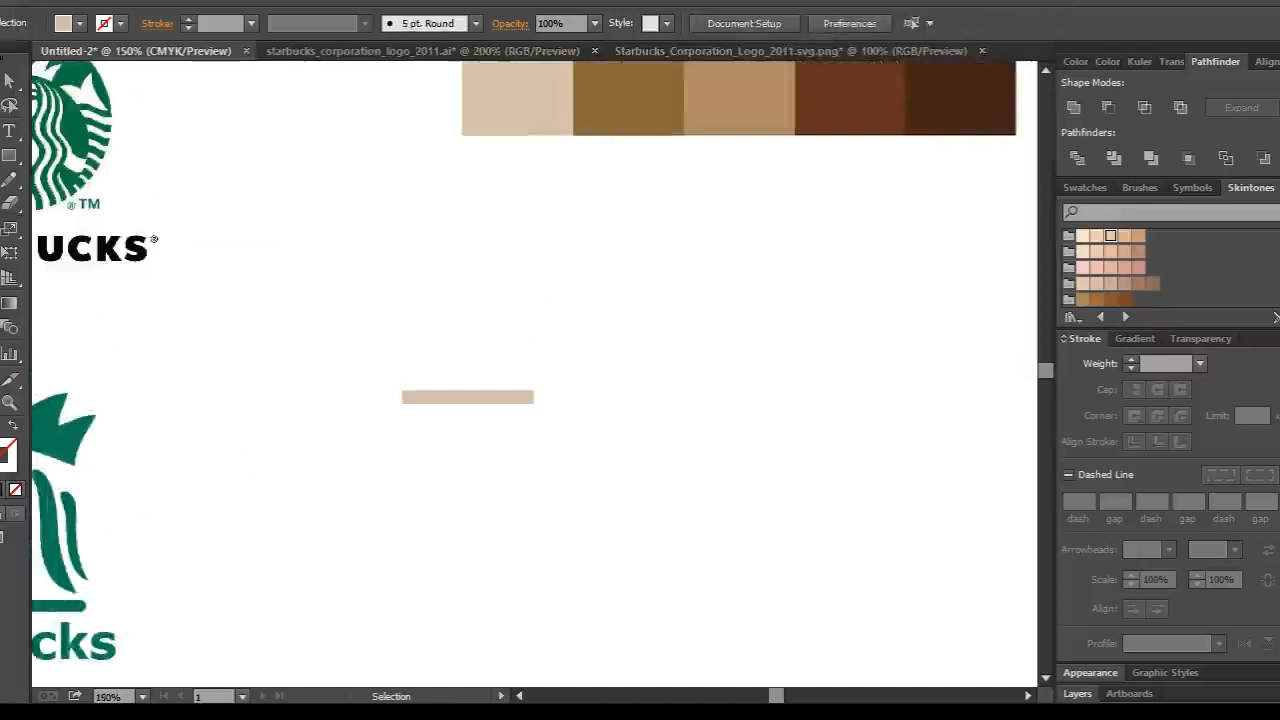 lection
Stroke:
5 pt. Round
Opacity:
100%
Style:
Document Setup
Preferences
Untitled-2* @ 150% (CMYK/Preview)
starbucks_corporation_logo_2011.ai* @ 200% (RGB/Preview)
Starbucks_Corporation_Logo_2011.svg.png* @ 100% (RGB/Preview)
Color
Color
Kuler
Trans
Pathfinder
Align
Shape Modes:
Expand
Pathfinders:
Swatches
Brushes
Symbols
Skintones
®TM
UCKS®
Stroke
Gradient
Transparency
Weight:
Cap:
Corner:
Limit:
x
Align Stroke:
Dashed Line
dash
gap
dash
gap
dash
gap
Arrowheads:
Scale:
100%
100%
Align:
Profile:
cks
Appearance
Graphic Styles
Layers
Artboards
150%
1
Selection